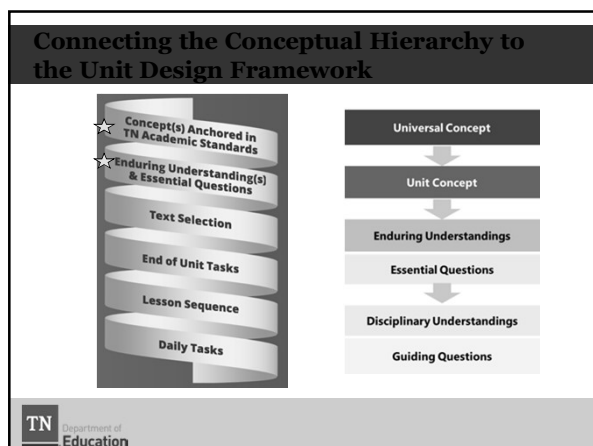 Connecting the Conceptual Hierarchy to
the Unit Design Framework
Concept(s) Anchored in
TN Academic Standards
Enduring Understanding(s)
& Essential Questions
Text Selection
End of Unit Tasks
Lesson Sequence
Daily Tasks
Universal Concept
Unit Concept
Enduring Understandings
Essential Questions
Disciplinary Understandings
Guiding Questions
TN
Department of
Education